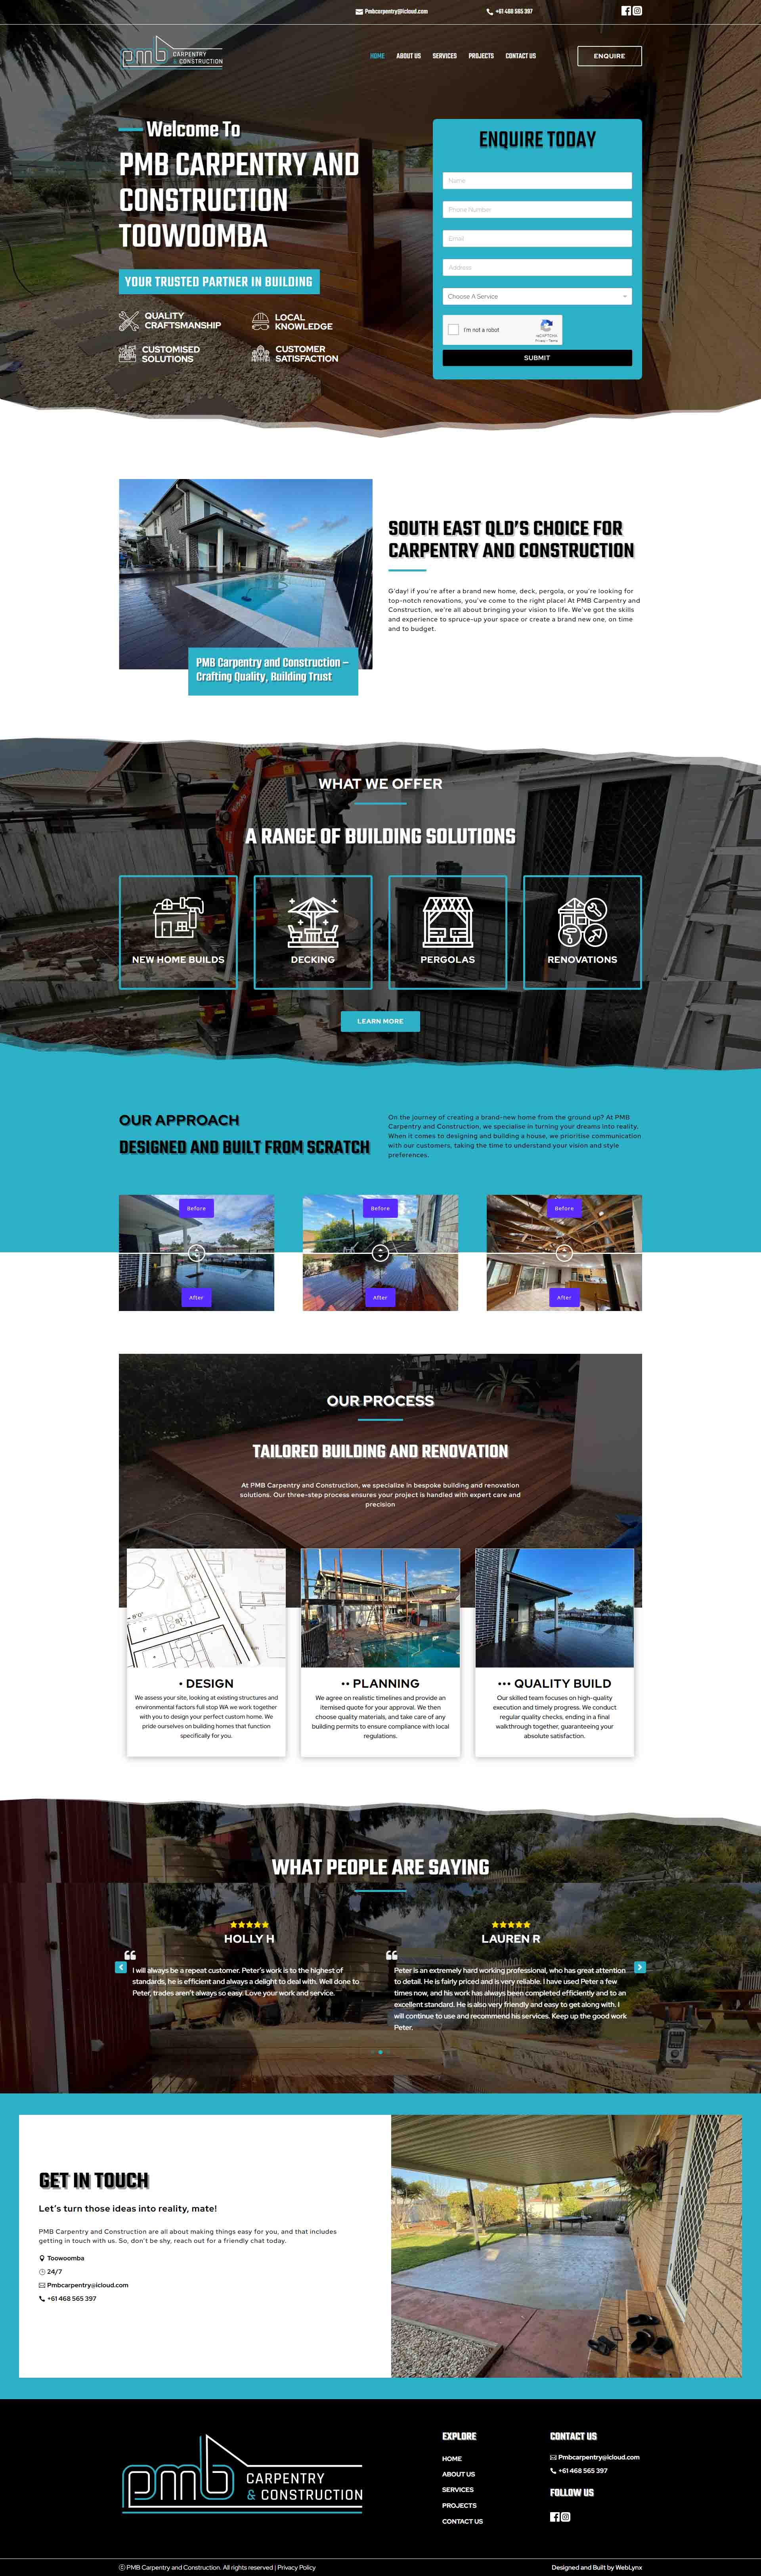 Pmbcarpentry@icloud.com
+61 468 565 397
pmb CARPENTRY
& CONSTRUCTION
HOME ABOUT US SERVICES PROJECTS CONTACT US
ENQUIRE
Welcome To
PMB CARPENTRY AND
CONSTRUCTION
TOOWOOMBA
YOUR TRUSTED PARTNER IN BUILDING
QUALITY
CRAFTSMANSHIP
LOCAL
KNOWLEDGE
CUSTOMISED
SOLUTIONS
CUSTOMER
SATISFACTION
ENQUIRE TODAY
Name
Phone Number
Email
Address
Choose A Service
I'm not a robot
reCAPTCHA
Privacy - Terms
SUBMIT
PMB Carpentry and Construction –
Crafting Quality, Building Trust
SOUTH EAST QLD'S CHOICE FOR
CARPENTRY AND CONSTRUCTION
G'day! if you're after a brand new home, deck, pergola, or you're looking for
top-notch renovations, you've come to the right place! At PMB Carpentry and
Construction, we're all about bringing your vision to life. We've got the skills
and experience to spruce-up your space or create a brand new one, on time
and to budget.
WHAT WE OFFER
A RANGE OF BUILDING SOLUTIONS
NEW HOME BUILDS
DECKING
PERGOLAS
RENOVATIONS
LEARN MORE
OUR APPROACH
DESIGNED AND BUILT FROM SCRATCH
On the journey of creating a brand-new home from the ground up? At PMB
Carpentry and Construction, we specialise in turning your dreams into reality.
When it comes to designing and building a house, we prioritise communication
with our customers, taking the time to understand your vision and style
preferences.
Before
Before
Before
After
After
After
OUR PROCESS
TAILORED BUILDING AND RENOVATION
At PMB Carpentry and Construction, we specialize in bespoke building and renovation
solutions. Our three-step process ensures your project is handled with expert care and
precision
• DESIGN
We assess your site, looking at existing structures and
environmental factors full stop WA we work together
with you to design your perfect custom home. We
pride ourselves on building homes that function
specifically for you.
•• PLANNING
We agree on realistic timelines and provide an
itemised quote for your approval. We then
choose quality materials, and take care of any
building permits to ensure compliance with local
regulations.
••• QUALITY BUILD
Our skilled team focuses on high-quality
execution and timely progress. We conduct
regular quality checks, ending in a final
walkthrough together, guaranteeing your
absolute satisfaction.
WHAT PEOPLE ARE SAYING
HOLLY H
I will always be a repeat customer. Peter's work is to the highest of
standards, he is efficient and always a delight to deal with. Well done to
Peter, trades aren't always so easy. Love your work and service.
LAUREN R
Peter is an extremely hard working professional, who has great attention
to detail. He is fairly priced and is very reliable. I have used Peter a few
times now, and his work has always been completed efficiently and to an
excellent standard. He is also very friendly and easy to get along with. I
will continue to use and recommend his services. Keep up the good work
Peter.
GET IN TOUCH
Let's turn those ideas into reality, mate!
PMB Carpentry and Construction are all about making things easy for you, and that includes
getting in touch with us. So, don't be shy, reach out for a friendly chat today.
Toowoomba
24/7
Pmbcarpentry@icloud.com
+61 468 565 397
pmb CARPENTRY
& CONSTRUCTION
EXPLORE
HOME
ABOUT US
SERVICES
PROJECTS
CONTACT US
CONTACT US
Pmbcarpentry@icloud.com
+61 468 565 397
FOLLOW US
© PMB Carpentry and Construction. All rights reserved | Privacy Policy
Designed and Built by WebLynx